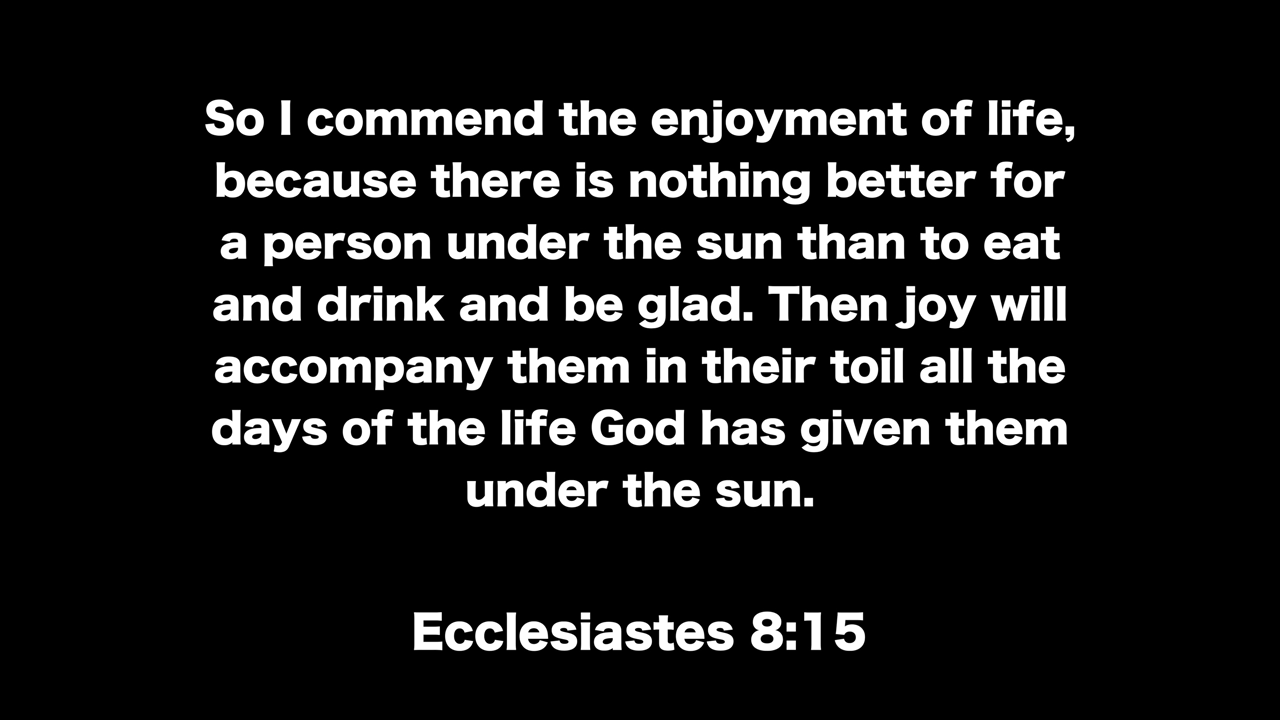 So I commend the enjoyment of life,
because there is nothing better for
a person under the sun than to eat
and drink and be glad. Then joy will
accompany them in their toil all the
days of the life God has given them
under the sun.
Ecclesiastes 8:15